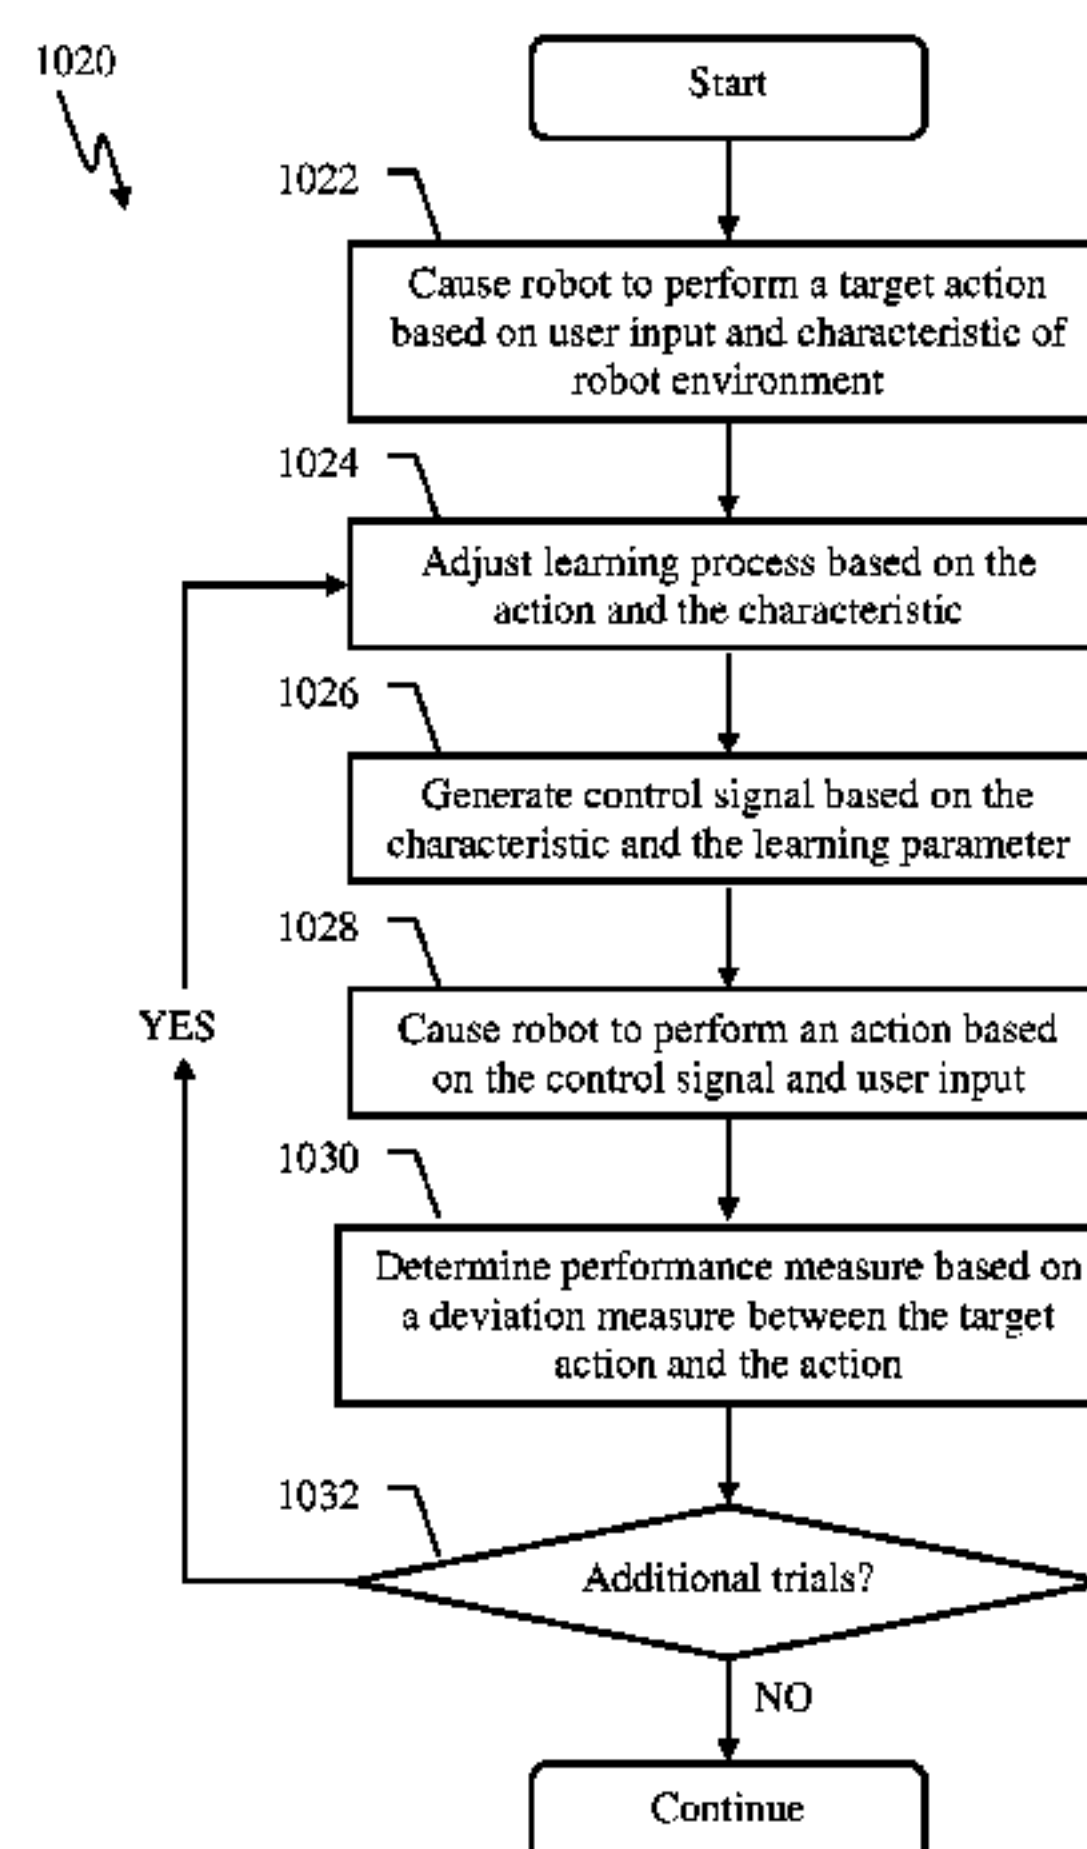 1020
Start
1022
Cause robot to perform a target action
based on user input and characteristic of
robot environment
1024
Adjust learning process based on the
action and the characteristic
1026
Generate control signal based on the
characteristic and the learning parameter
1028
YES
Cause robot to perform an action based
on the control signal and user input
1030
Determine performance measure based on
a deviation measure between the target
action and the action
1032
Additional trials?
NO
Continue